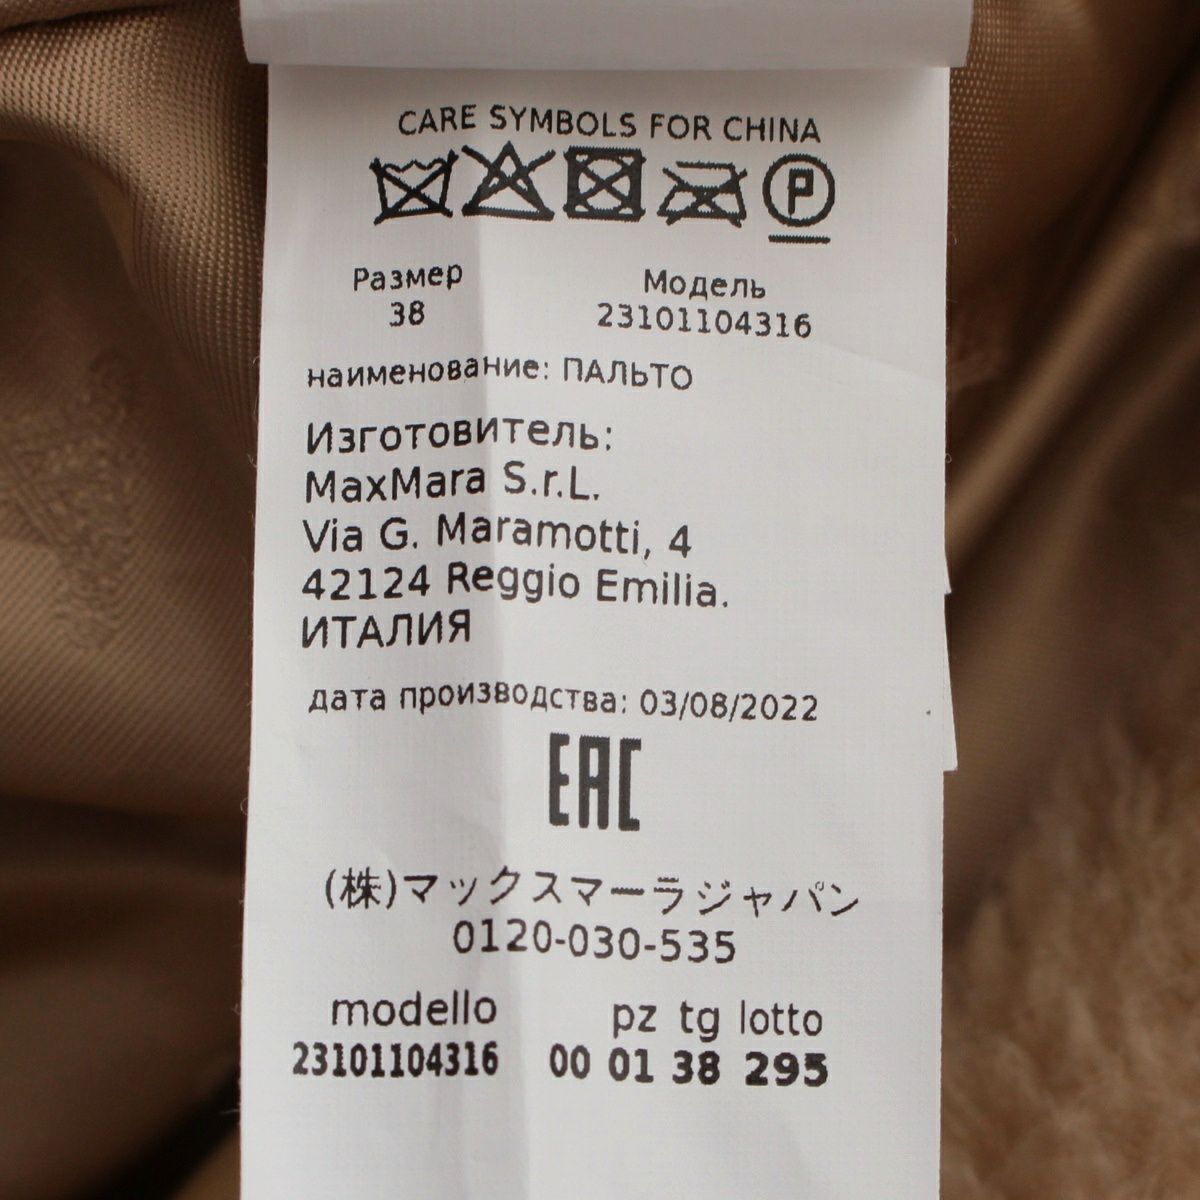 CARE SYMBOLS FOR CHINA
P
Размер
38
Модель
23101104316
наименование: ПАЛЬТО
Изготовитель:
MaxMara S.r.L.
Via G. Maramotti, 4
42124 Reggio Emilia.
ИТАЛИЯ
дата производства: 03/08/2022
EAC
(株)マックスマーラジャパン
0120-030-535
modello pz tg lotto
23101104316 00 01 38 295